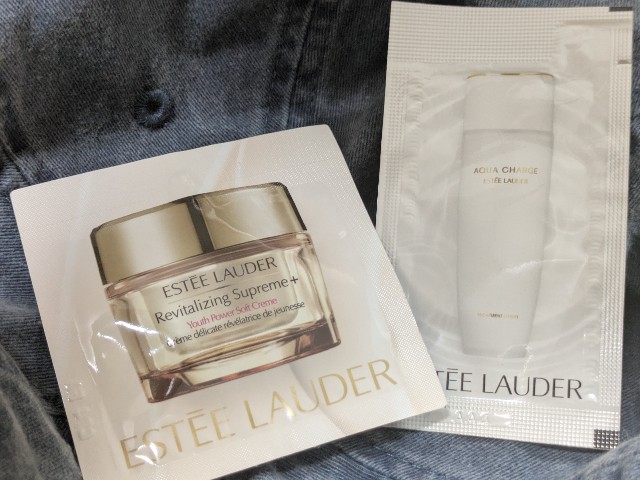 ESTĒE LAUDER
Revitalizing Supreme+
Youth Power Soft Creme
Crème délicate révélatrice de jeunesse
ESTĒE LAUDER
AQUA CHARGE
ESTĒE LAUDER
TĒE LAUDER